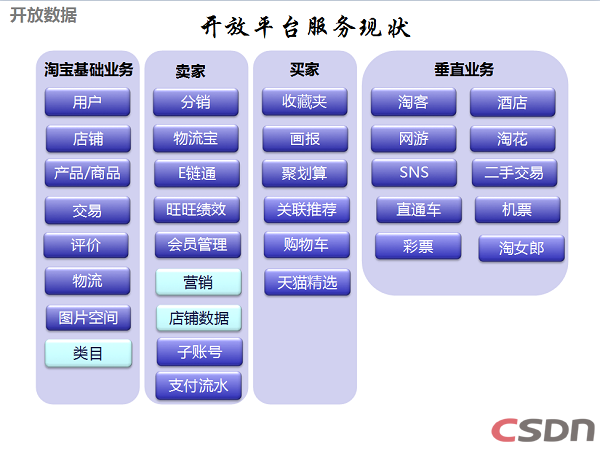 开放数据
开放平台服务现状
淘宝基础业务
用户
店铺
产品/商品
交易
评价
物流
图片空间
类目
卖家
分销
物流宝
E链通
旺旺绩效
会员管理
营销
店铺数据
子账号
支付流水
买家
收藏夹
画报
聚划算
关联推荐
购物车
天猫精选
垂直业务
淘客
酒店
网游
淘花
SNS
二手交易
直通车
机票
彩票
淘女郎
CSDN